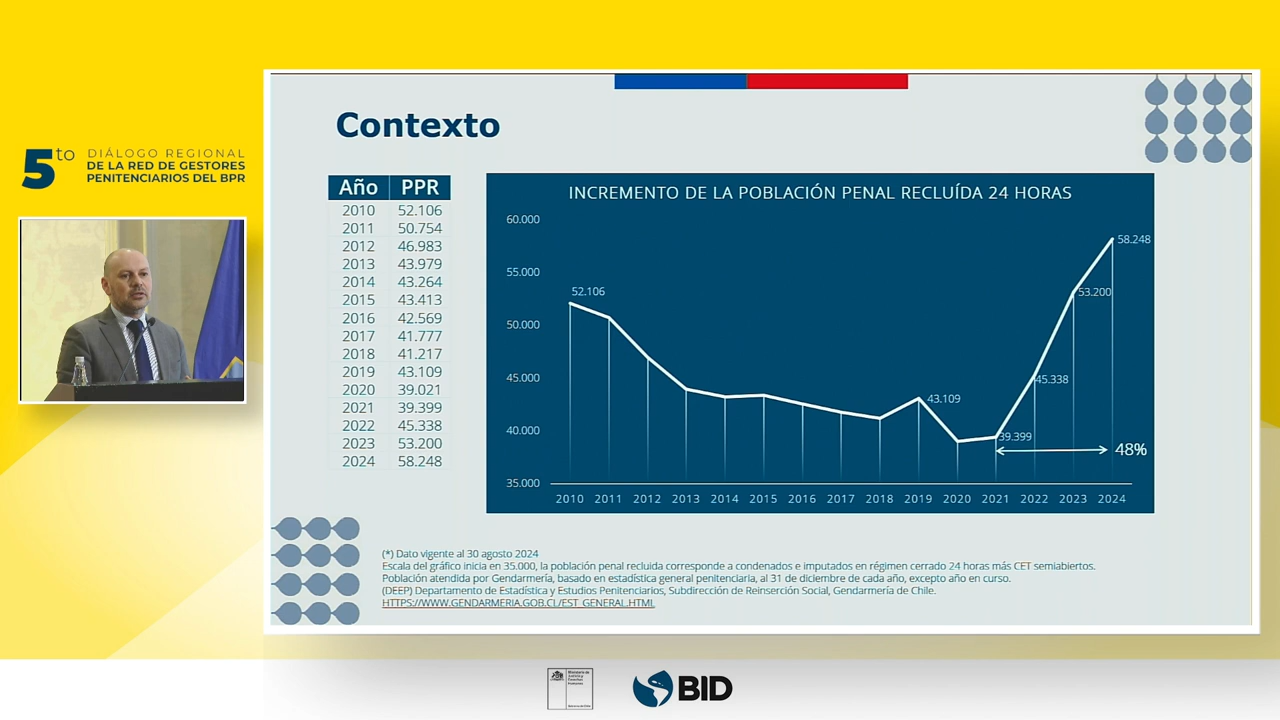 5to
DIÁLOGO REGIONAL
DE LA RED DE GESTORES
PENITENCIARIOS DEL BPR
Contexto
Año PPR
2010 52.106
2011 50.754
2012 46.983
2013 43.979
2014 43.264
2015 43.413
2016 42.569
2017 41.777
2018 41.217
2019 43.109
2020 39.021
2021 39.399
2022 45.338
2023 53.200
2024 58.248
INCREMENTO DE LA POBLACIÓN PENAL RECLUÍDA 24 HORAS
60.000
55.000
50.000
45.000
40.000
35.000
52.106
43.109
39.399
45.338
53.200
58.248
48%
2010 2011 2012 2013 2014 2015 2016 2017 2018 2019 2020 2021 2022 2023 2024
(*) Dato vigente al 30 agosto 2024
Escala del gráfico inicia en 35.000, la población penal recluida corresponde a condenados e imputados en régimen cerrado 24 horas más CET semiabiertos.
Población atendida por Gendarmería, basado en estadística general penitenciaria, al 31 de diciembre de cada año, excepto año en curso.
(DEEP) Departamento de Estadística y Estudios Penitenciarios, Subdirección de Reinserción Social, Gendarmería de Chile.
HTTPS://WWW.GENDARMERIA.GOB.CL/EST_GENERAL.HTML
BID